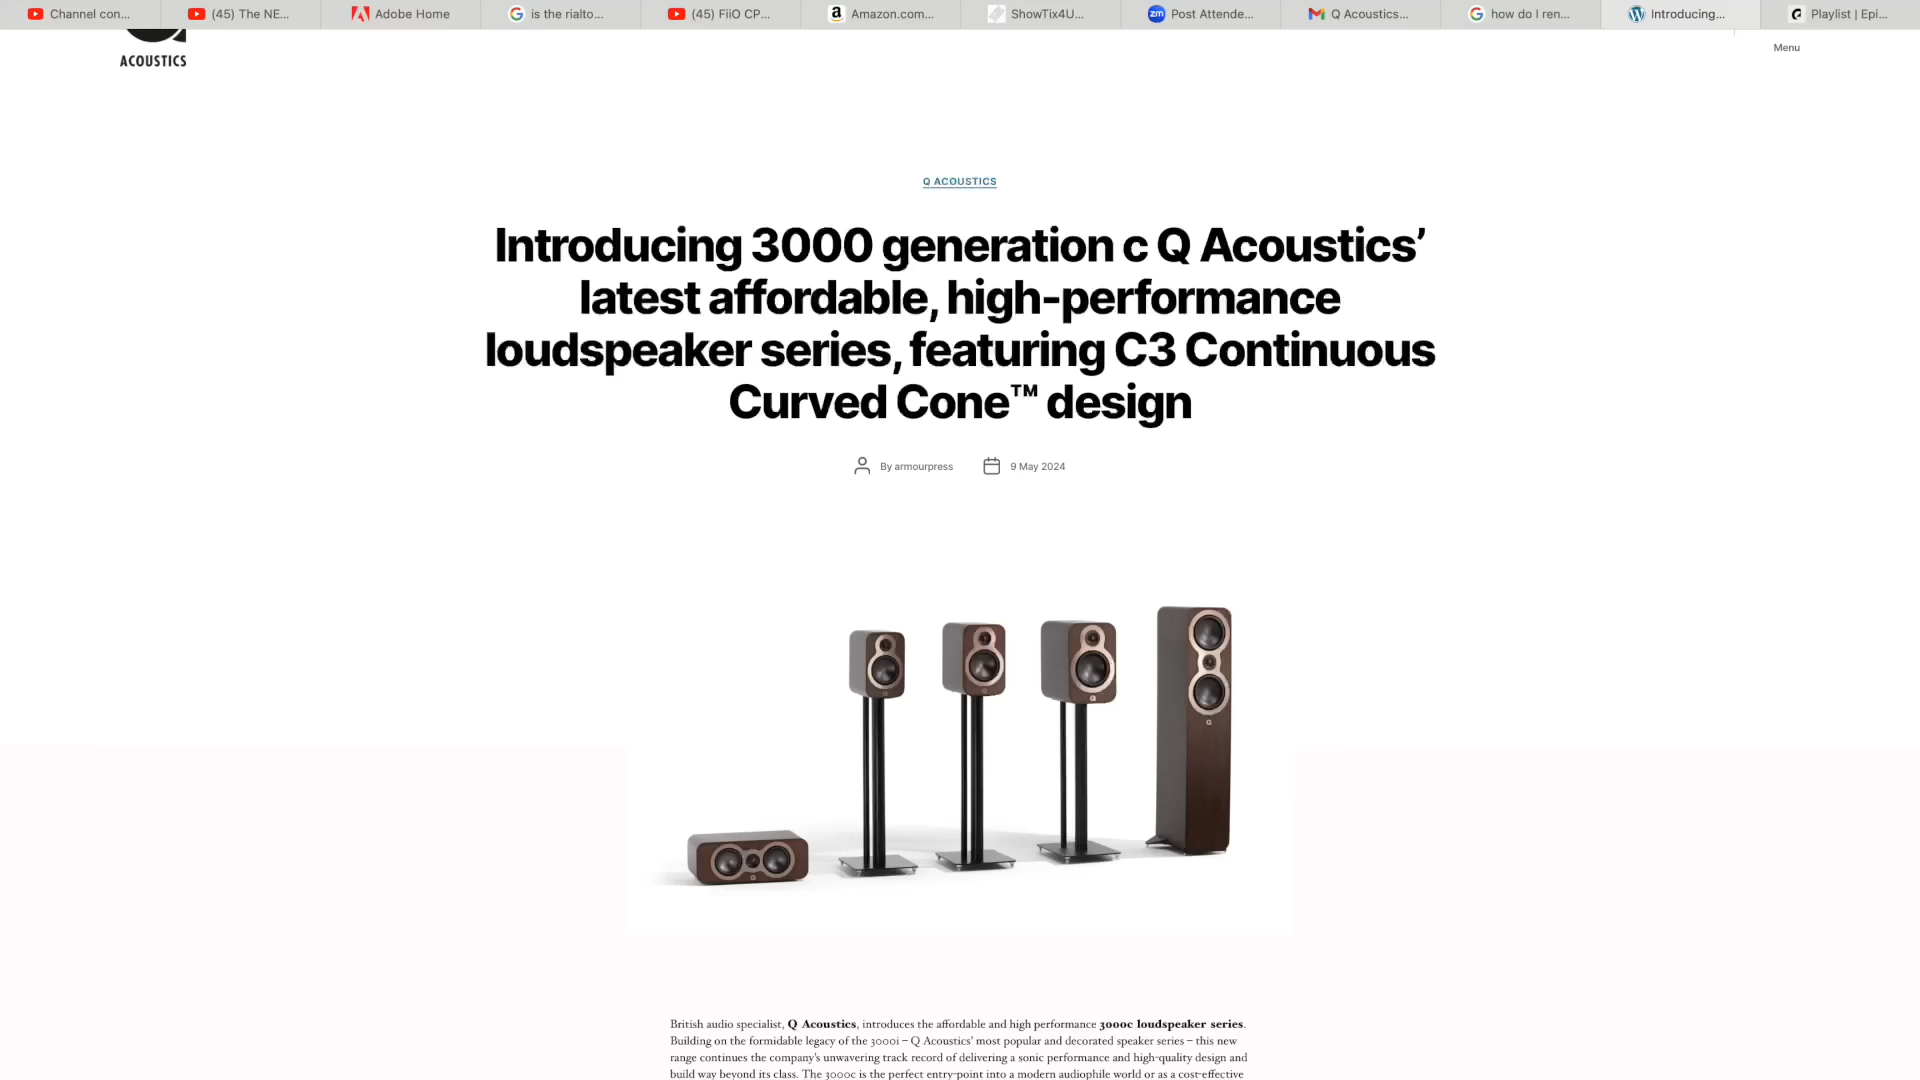 Channel con...
(45) The NE...
Adobe Home
is the rialto...
(45) FiiO CP...
Amazon.com...
ShowTix4U...
Post Attende...
Q Acoustics...
how do I ren...
Introducing...
Playlist | Epi...
ACOUSTICS
Menu
Q ACOUSTICS
Introducing 3000 generation c Q Acoustics’
latest affordable, high-performance
loudspeaker series, featuring C3 Continuous
Curved Cone™ design
By armourpress
9 May 2024
British audio specialist, Q Acoustics, introduces the affordable and high performance 3000c loudspeaker series.
Building on the formidable legacy of the 3000i – Q Acoustics’ most popular and decorated speaker series – this new
range continues the company’s unwavering track record of delivering a sonic performance and high-quality design and
build way beyond its class. The 3000c is the perfect entry-point into a modern audiophile world or as a cost-effective